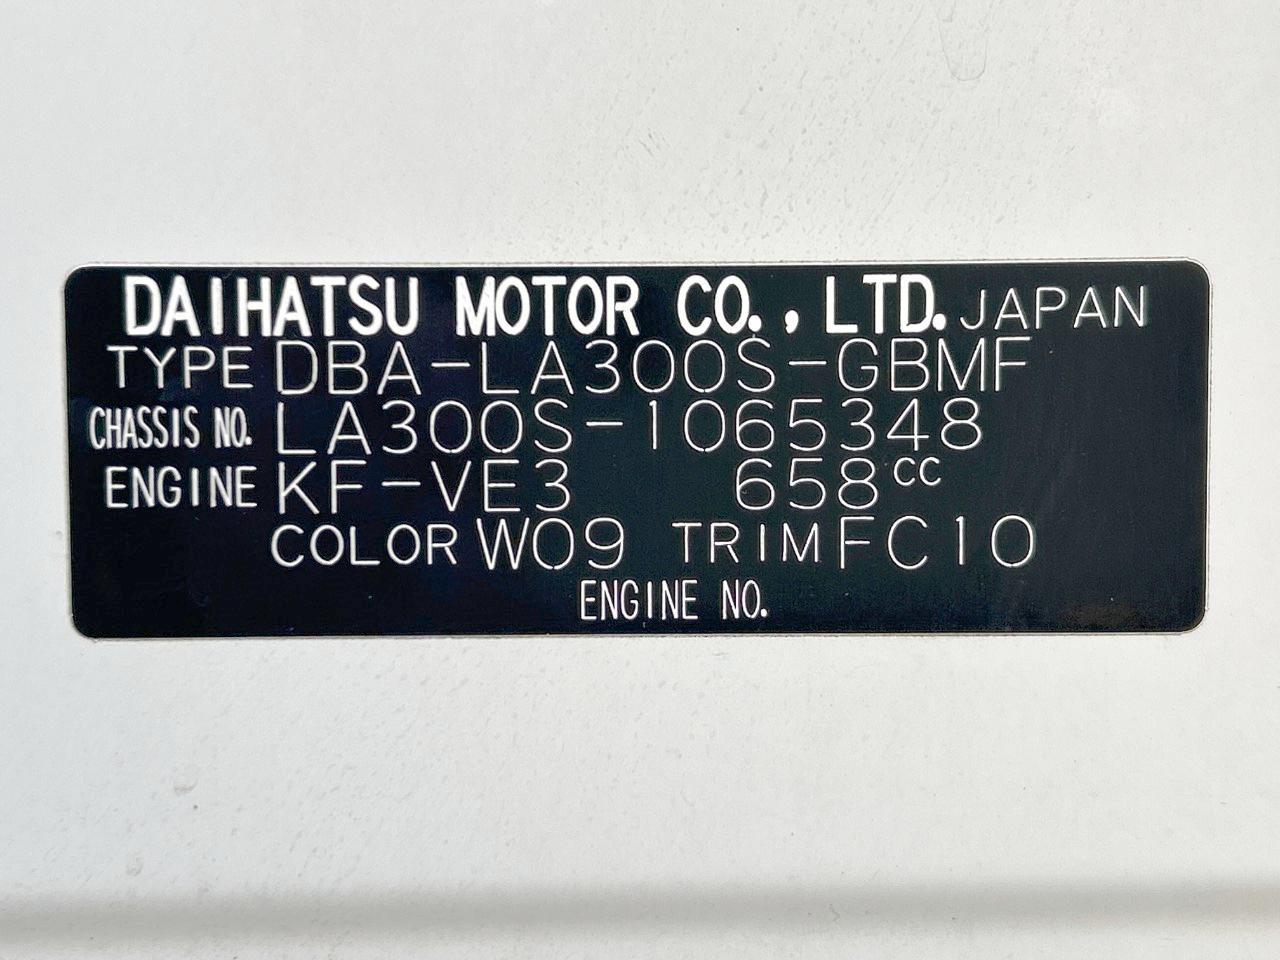 DAIHATSU MOTOR CO., LTD. JAPAN
TYPE DBA-LA300S-GBMF
CHASSIS NO. LA300S-1065348
ENGINE KF-VE3 658cc
COLOR W09 TRIM FC10
ENGINE NO.